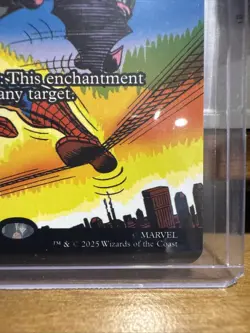 : This enchantment
any target.
© MARVEL
™ & © 2025 Wizards of the Coast